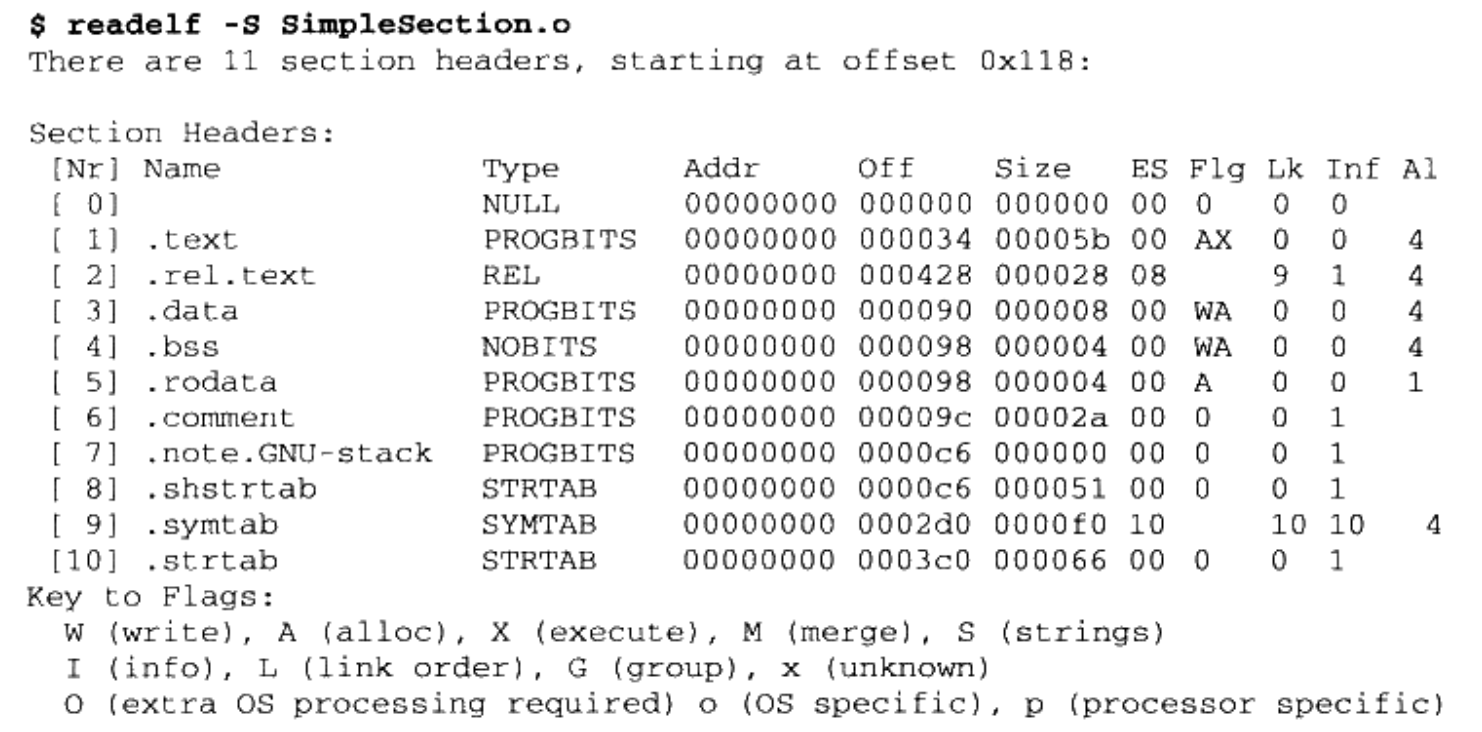 $ readelf -S SimpleSection.o
There are 11 section headers, starting at offset 0x118:
Section Headers:
[Nr] Name Type Addr Off Size ES Flg Lk Inf Al
[ 0] NULL 00000000 000000 000000 00 0 0 0
[ 1] .text PROGBITS 00000000 000034 00005b 00 AX 0 0 4
[ 2] .rel.text REL 00000000 000428 000028 08 9 1 4
[ 3] .data PROGBITS 00000000 000090 000008 00 WA 0 0 4
[ 4] .bss NOBITS 00000000 000098 000004 00 WA 0 0 4
[ 5] .rodata PROGBITS 00000000 000098 000004 00 A 0 0 1
[ 6] .comment PROGBITS 00000000 00009c 00002a 00 0 0 1
[ 7] .note.GNU-stack PROGBITS 00000000 0000c6 000000 00 0 0 1
[ 8] .shstrtab STRTAB 00000000 0000c6 000051 00 0 0 1
[ 9] .symtab SYMTAB 00000000 0002d0 0000f0 10 10 10 4
[10] .strtab STRTAB 00000000 0003c0 000066 00 0 0 1
Key to Flags:
W (write), A (alloc), X (execute), M (merge), S (strings)
I (info), L (link order), G (group), x (unknown)
O (extra OS processing required) o (OS specific), p (processor specific)